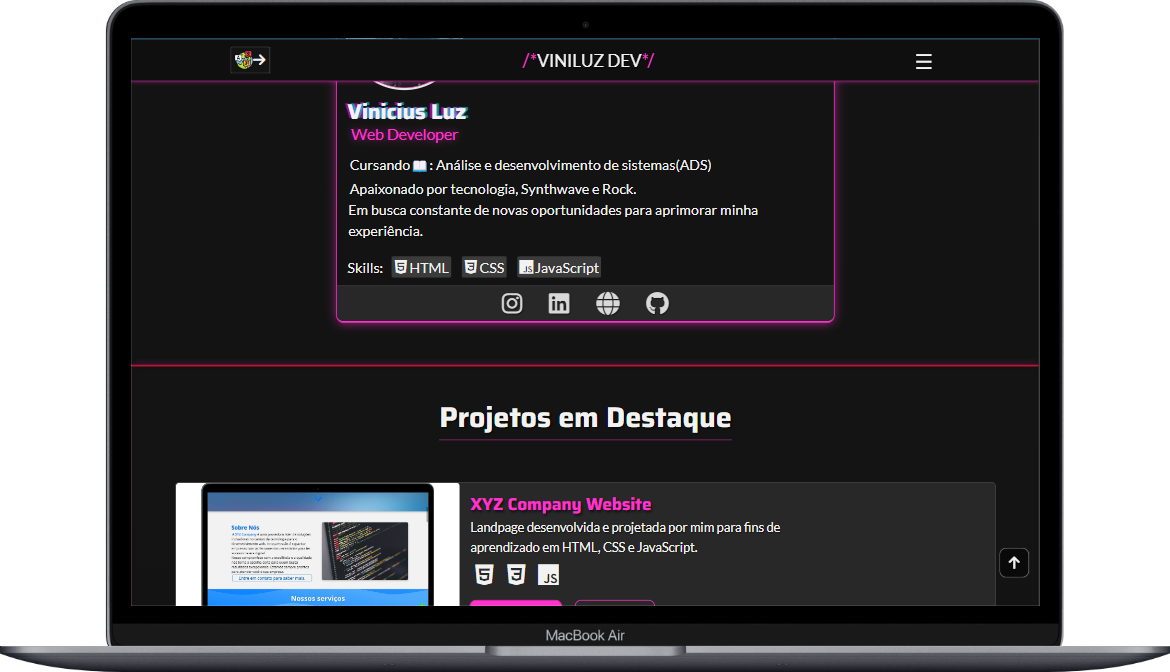 /*VINILUZ DEV*/
Vinicius Luz
Web Developer
Cursando 📖 : Análise e desenvolvimento de sistemas(ADS)
Apaixonado por tecnologia, Synthwave e Rock.
Em busca constante de novas oportunidades para aprimorar minha
experiência.
Skills: HTML CSS JavaScript
Projetos em Destaque
Sobre Nós
Entre em contato para saber mais.
Nossos serviços
XYZ Company Website
Landpage desenvolvida e projetada por mim para fins de
aprendizado em HTML, CSS e JavaScript.
JS
MacBook Air